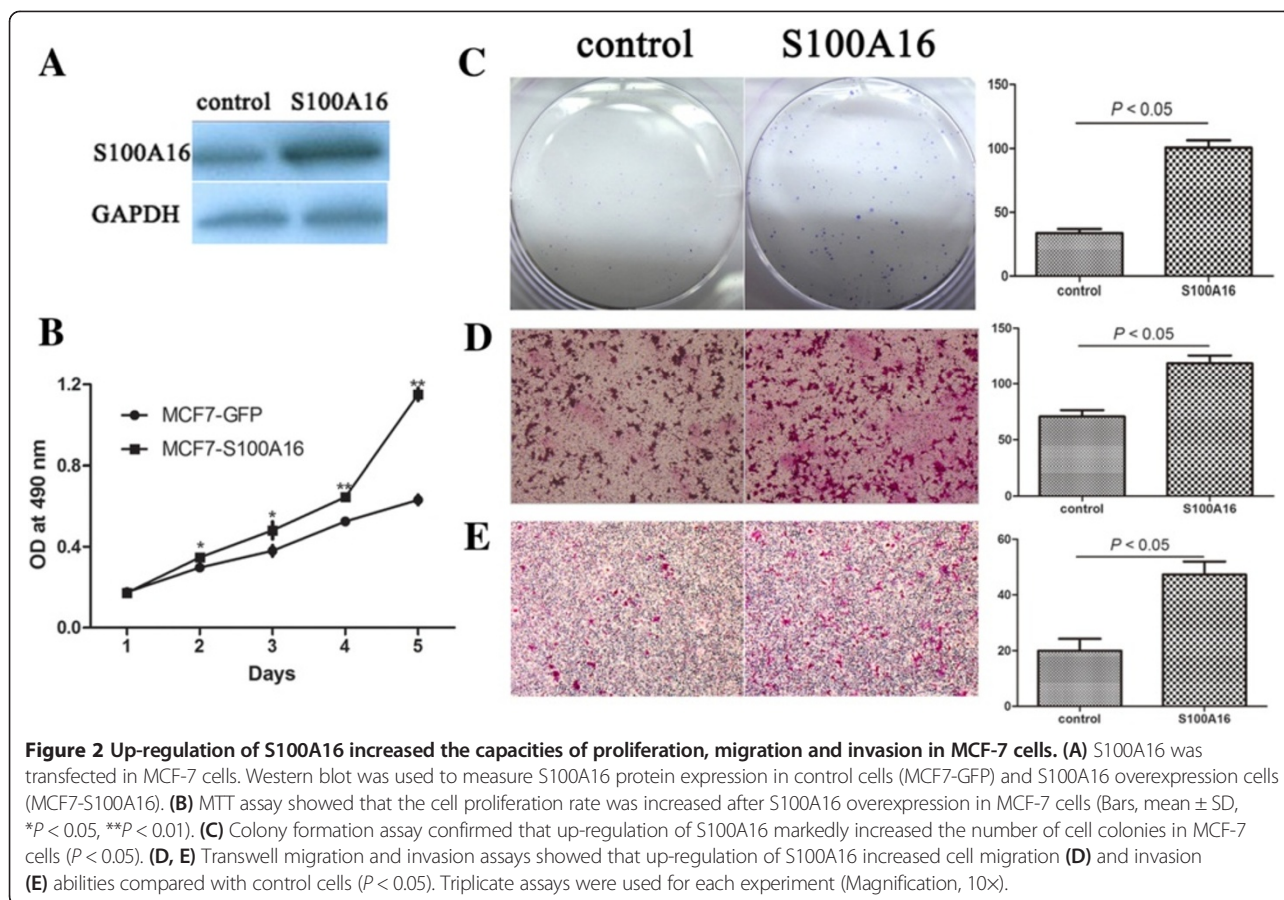 A
control S100A16
S100A16
GAPDH
B
1.2
0.8
0.4
0.0
OD at 490 nm
MCF7-GFP
MCF7-S100A16
*
*
**
**
1 2 3 4 5
Days
C
control S100A16
150
100
50
0
P < 0.05
control S100A16
D
150
100
50
0
P < 0.05
control S100A16
E
60
40
20
0
P < 0.05
control S100A16
Figure 2 Up-regulation of S100A16 increased the capacities of proliferation, migration and invasion in MCF-7 cells. (A) S100A16 was
transfected in MCF-7 cells. Western blot was used to measure S100A16 protein expression in control cells (MCF7-GFP) and S100A16 overexpression cells
(MCF7-S100A16). (B) MTT assay showed that the cell proliferation rate was increased after S100A16 overexpression in MCF-7 cells (Bars, mean ± SD,
*P < 0.05, **P < 0.01). (C) Colony formation assay confirmed that up-regulation of S100A16 markedly increased the number of cell colonies in MCF-7
cells (P < 0.05). (D, E) Transwell migration and invasion assays showed that up-regulation of S100A16 increased cell migration (D) and invasion
(E) abilities compared with control cells (P < 0.05). Triplicate assays were used for each experiment (Magnification, 10×).